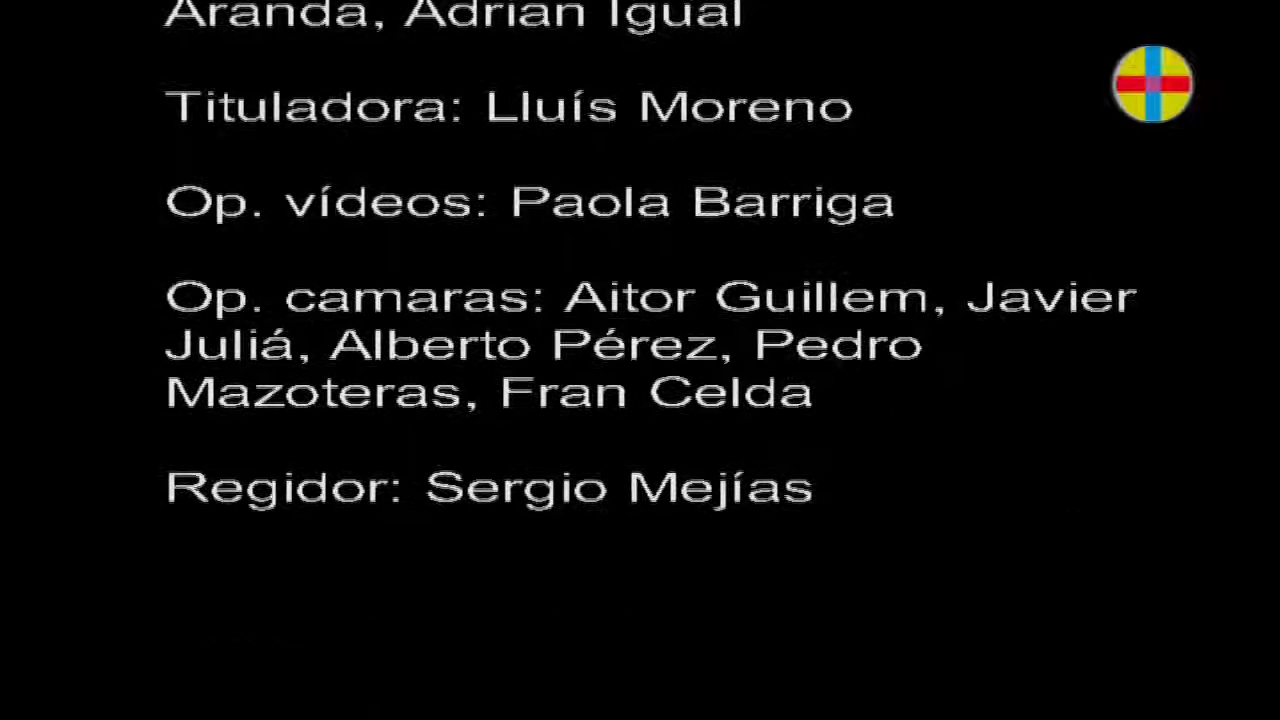 Aranda, Adrián Igual
Tituladora: Lluís Moreno
Op. vídeos: Paola Barriga
Op. camaras: Aitor Guillem, Javier
Juliá, Alberto Pérez, Pedro
Mazoteras, Fran Celda
Regidor: Sergio Mejías